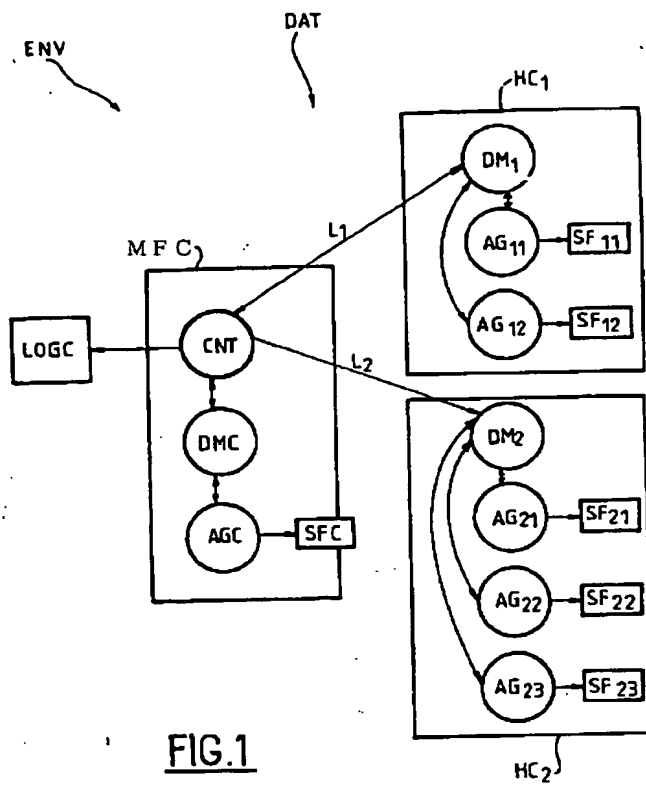 ENV
DAT
HC1
DM1
L1
AG11
SF11
MFC
AG12
SF12
LOGC
CNT
L2
DM2
DMC
AG21
SF21
AGC
SFC
AG22
SF22
AG23
SF23
FIG.1
HC2